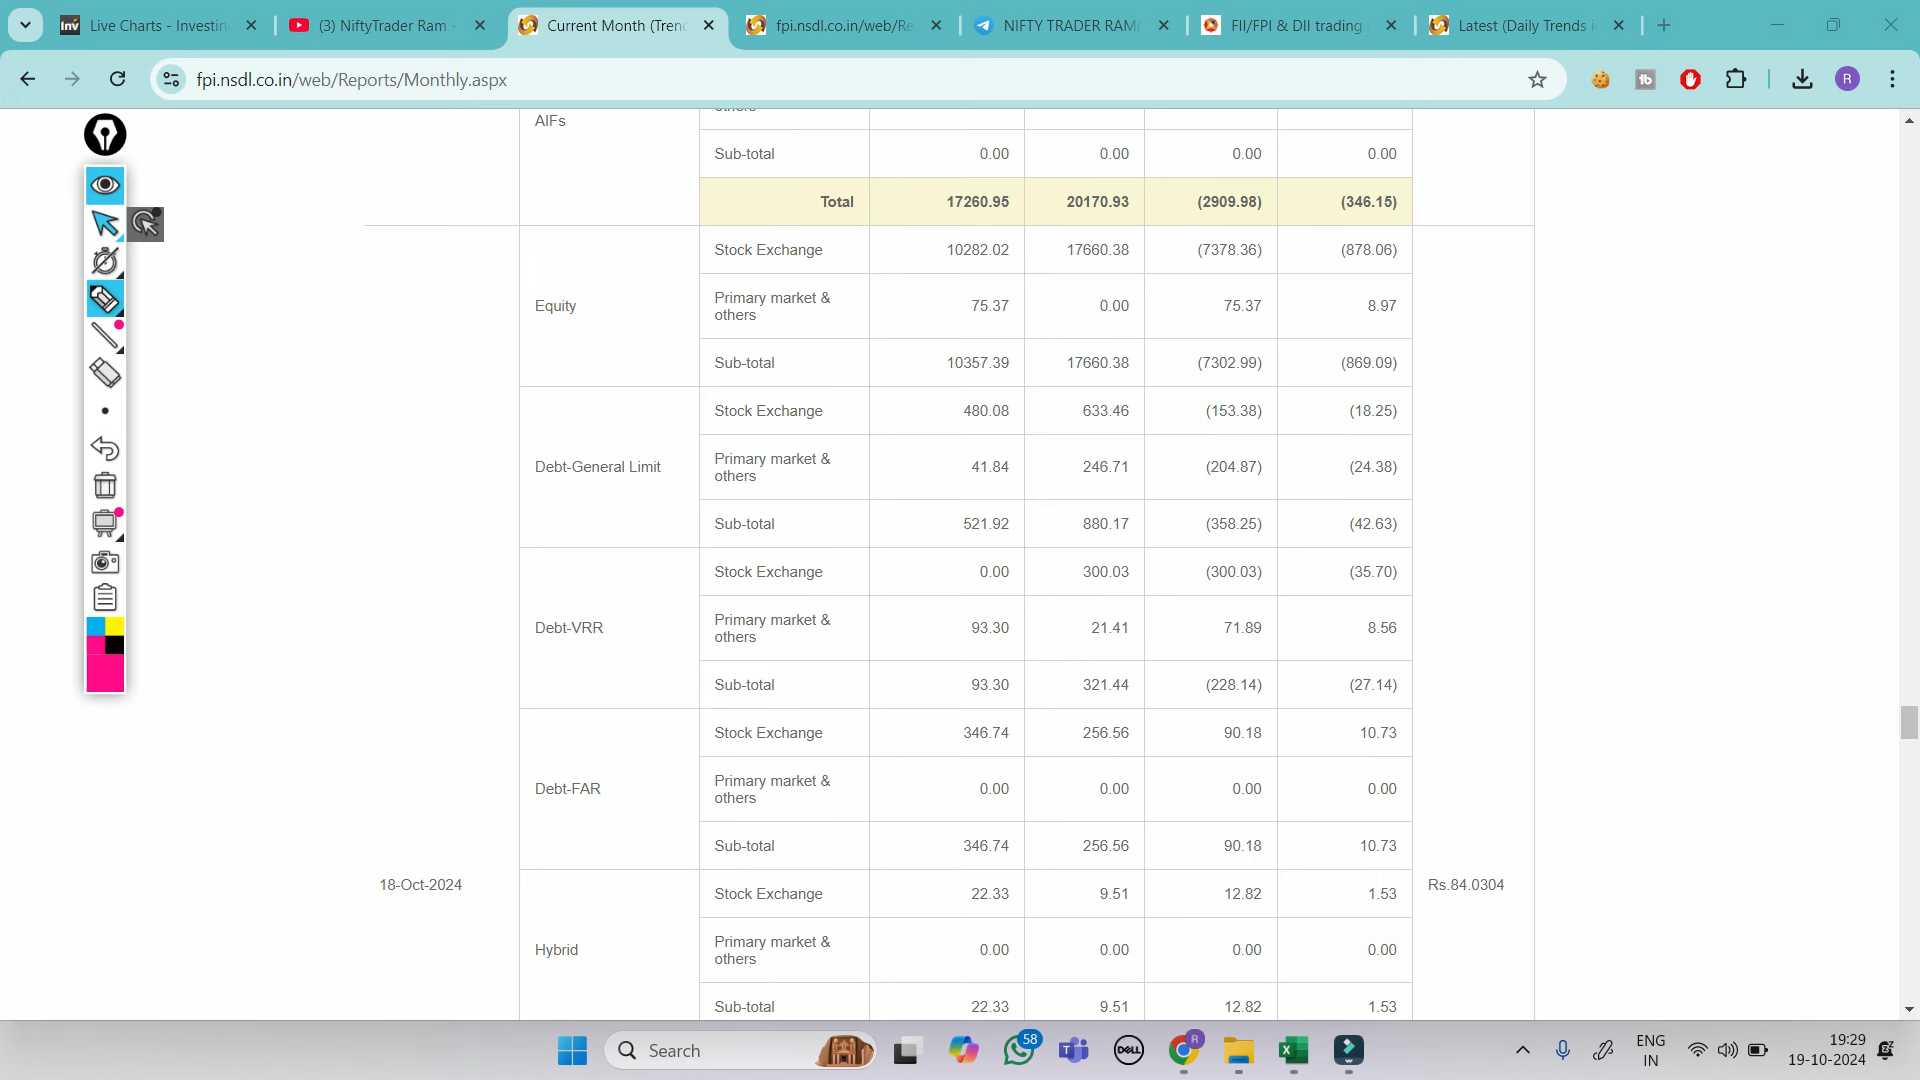 Live Charts - Investin
(3) NiftyTrader Ram -
Current Month (Tren
fpi.nsdl.co.in/web/Re
NIFTY TRADER RAM
FII/FPI & DII trading
Latest (Daily Trends i
fpi.nsdl.co.in/web/Reports/Monthly.aspx
R
AIFs
Sub-total 0.00 0.00 0.00 0.00
Total 17260.95 20170.93 (2909.98) (346.15)
Stock Exchange 10282.02 17660.38 (7378.36) (878.06)
Equity
Primary market &
others
75.37 0.00 75.37 8.97
Sub-total 10357.39 17660.38 (7302.99) (869.09)
Stock Exchange 480.08 633.46 (153.38) (18.25)
Debt-General Limit
Primary market &
others
41.84 246.71 (204.87) (24.38)
Sub-total 521.92 880.17 (358.25) (42.63)
Stock Exchange 0.00 300.03 (300.03) (35.70)
Debt-VRR
Primary market &
others
93.30 21.41 71.89 8.56
Sub-total 93.30 321.44 (228.14) (27.14)
Stock Exchange 346.74 256.56 90.18 10.73
Debt-FAR
Primary market &
others
0.00 0.00 0.00 0.00
Sub-total 346.74 256.56 90.18 10.73
18-Oct-2024
Rs.84.0304
Stock Exchange 22.33 9.51 12.82 1.53
Hybrid
Primary market &
others
0.00 0.00 0.00 0.00
Sub-total 22.33 9.51 12.82 1.53
Search
58
DELL
ENG
IN
19:29
19-10-2024